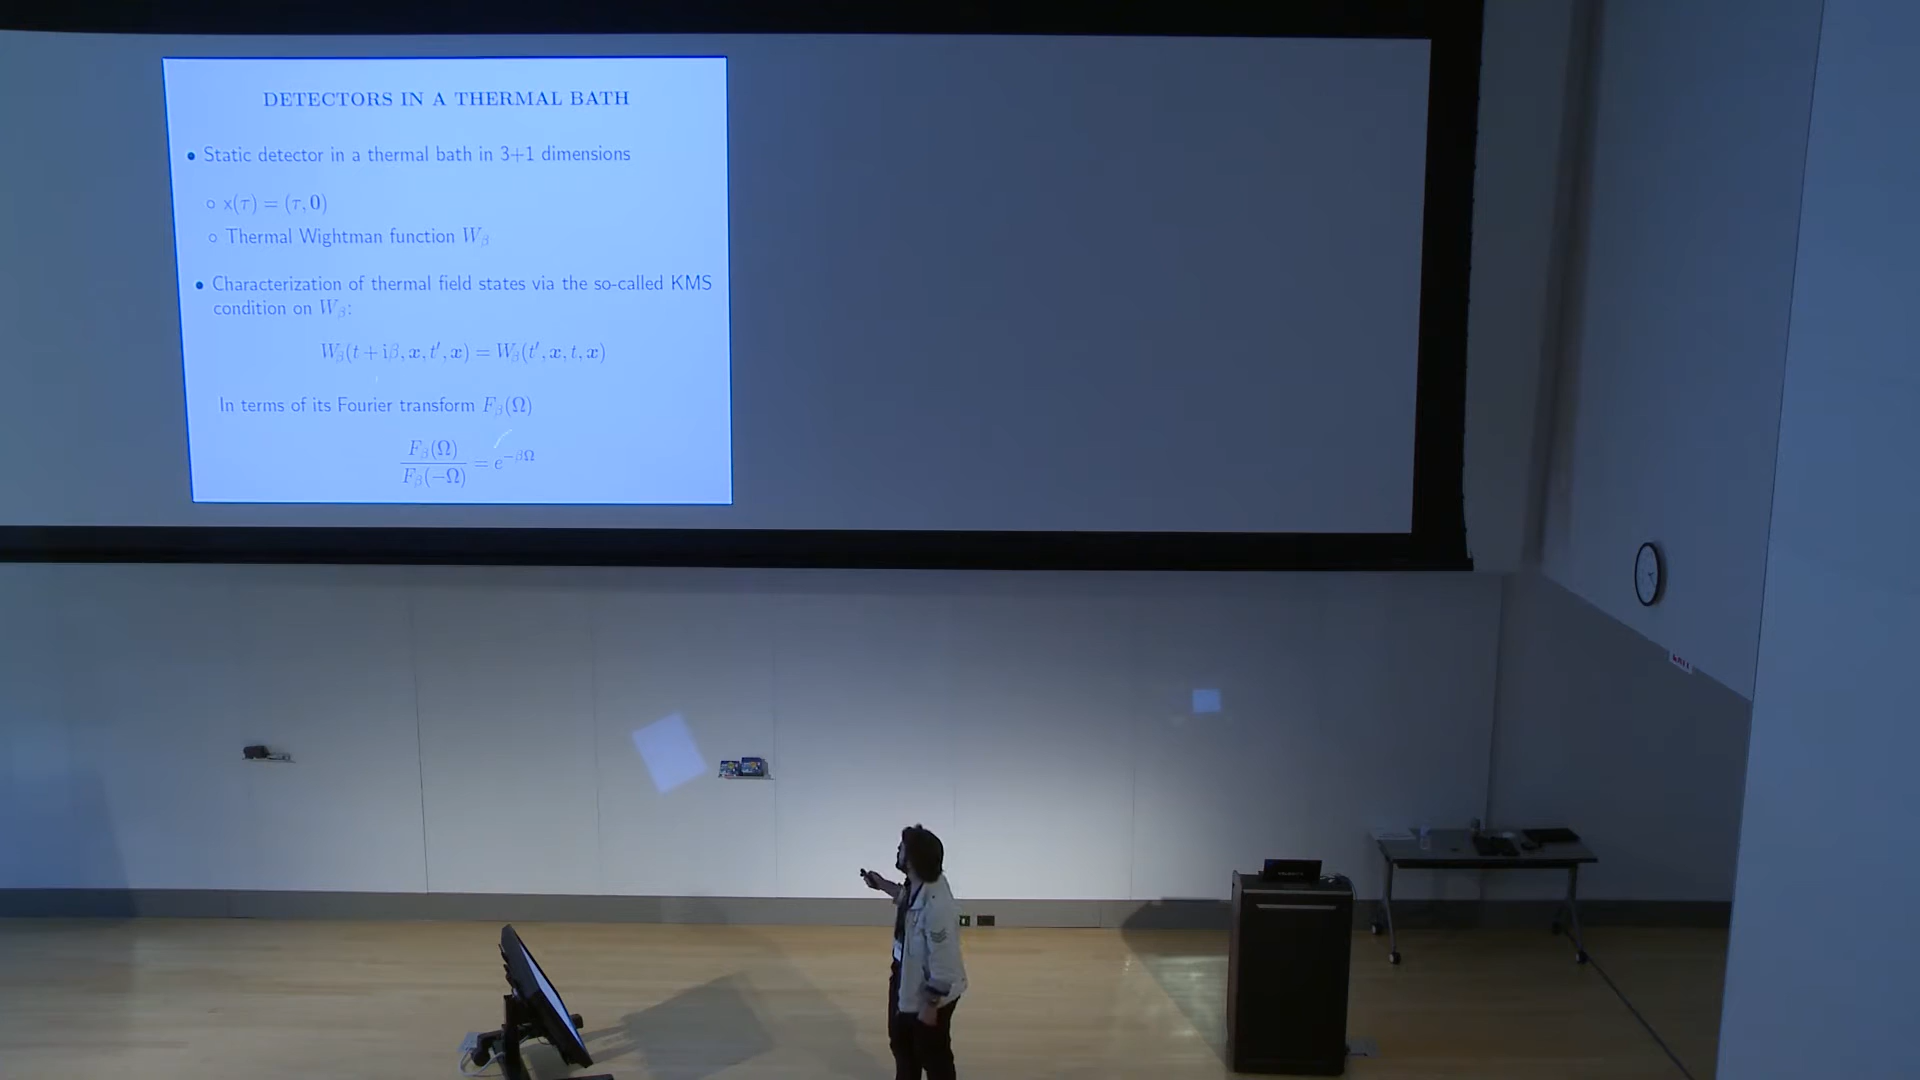 DETECTORS IN A THERMAL BATH
• Static detector in a thermal bath in 3+1 dimensions
○ x(τ) = (τ, 0)
○ Thermal Wightman function W_β
• Characterization of thermal field states via the so-called KMS
condition on W_β:
W_β(t + iβ, x, t′, x) = W_β(t′, x, t, x)
In terms of its Fourier transform F_β(Ω)
F_β(Ω) / F_β(−Ω) = e^{−βΩ}